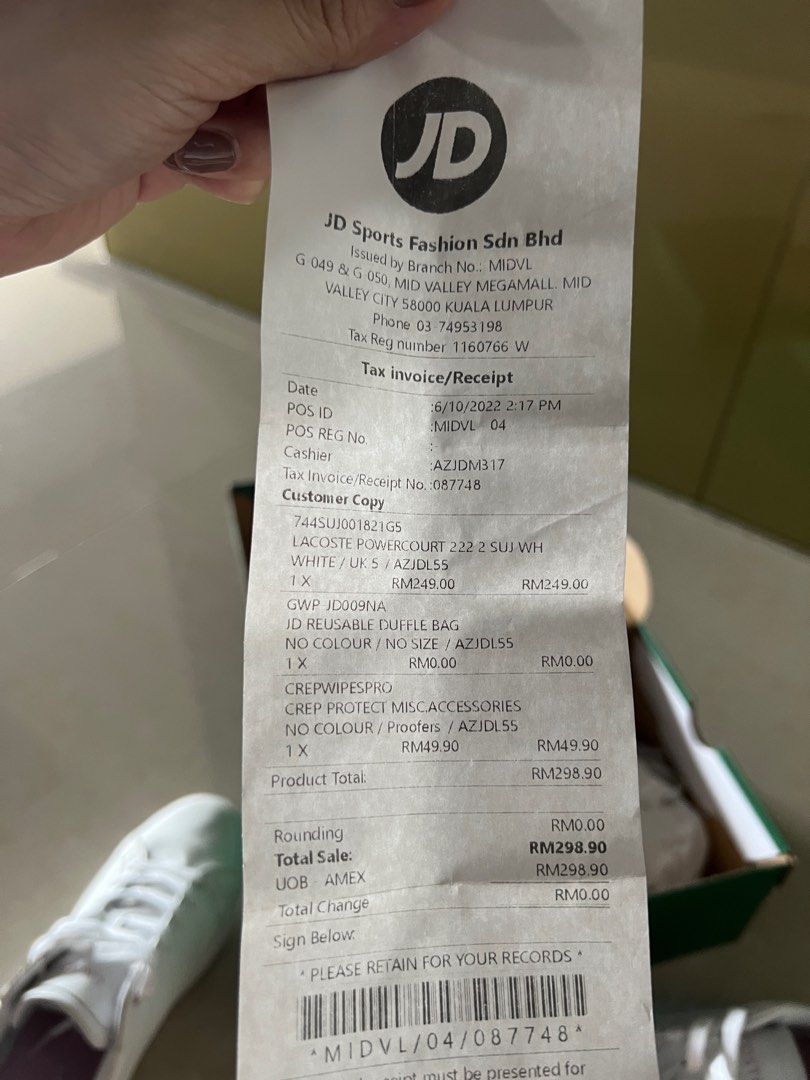 JD
JD Sports Fashion Sdn Bhd
Issued by Branch No.: MIDVL
G 049 & G 050, MID VALLEY MEGAMALL. MID
VALLEY CITY 58000 KUALA LUMPUR
Phone 03 74953198
Tax Reg number 1160766 W
Tax invoice/Receipt
Date :6/10/2022 2:17 PM
POS ID :MIDVL 04
POS REG No. :-
Cashier :AZJDM317
Tax Invoice/Receipt No.:087748
Customer Copy
744SUJ001821G5
LACOSTE POWERCOURT 222 2 SUJ WH
WHITE / UK 5 / AZJDL55
1 X RM249.00 RM249.00
GWP JD009NA
JD REUSABLE DUFFLE BAG
NO COLOUR / NO SIZE / AZJDL55
1 X RM0.00 RM0.00
CREPWIPESPRO
CREP PROTECT MISC.ACCESSORIES
NO COLOUR / Proofers / AZJDL55
1 X RM49.90 RM49.90
Product Total: RM298.90
Rounding RM0.00
Total Sale: RM298.90
UOB - AMEX RM298.90
Total Change RM0.00
Sign Below:
* PLEASE RETAIN FOR YOUR RECORDS *
*MIDVL/04/087748*
must be presented for